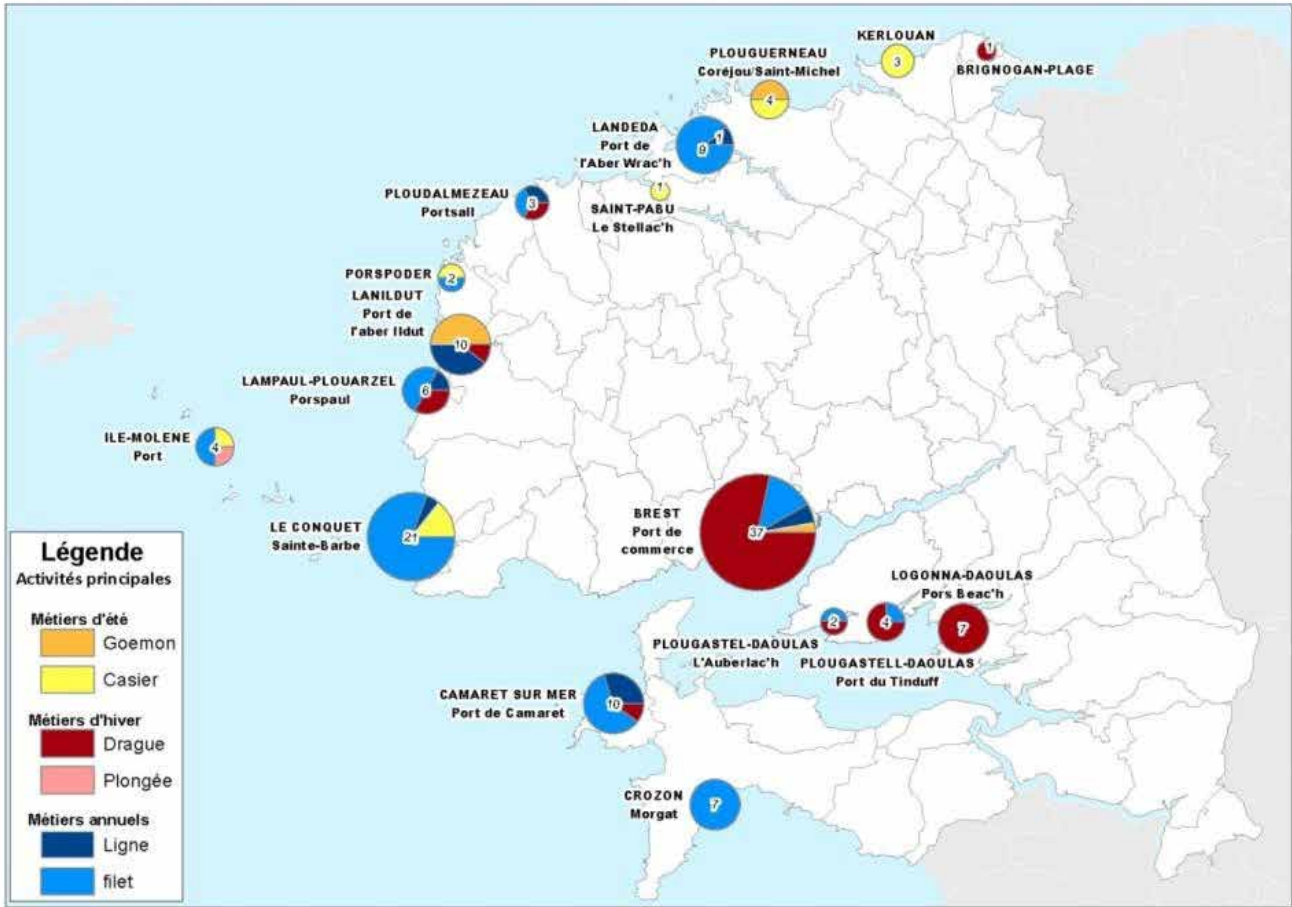 KERLOUAN
3
1
BRIGNOGAN-PLAGE
PLOUGUERNEAU
Coréjou/Saint-Michel
4
LANDEDA
Port de
l'Aber Wrac'h
1
9
PLOUDALMEZEAU
Portsall
3
1
SAINT-PABU
Le Stellac'h
PORSPODER
2
LANILDUT
Port de
l'aber Ildut
10
LAMPAUL-PLOUARZEL
Porspaul
6
ILE-MOLENE
Port
4
LE CONQUET
Sainte-Barbe
21
BREST
Port de
commerce
37
LOGONNA-DAOULAS
Pors Beac'h
7
PLOUGASTEL-DAOULAS
L'Auberlac'h
2
4
PLOUGASTELL-DAOULAS
Port du Tinduff
CAMARET SUR MER
Port de Camaret
10
CROZON
Morgat
7
Légende
Activités principales
Métiers d'été
Goemon
Casier
Métiers d'hiver
Drague
Plongée
Métiers annuels
Ligne
filet